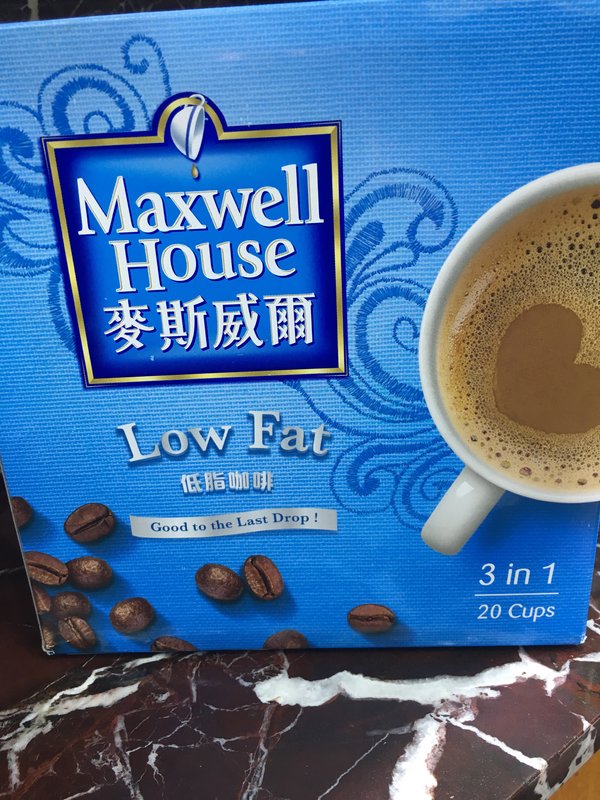 Maxwell
House
麥斯威爾
Low Fat
低脂咖啡
Good to the Last Drop !
3 in 1
20 Cups